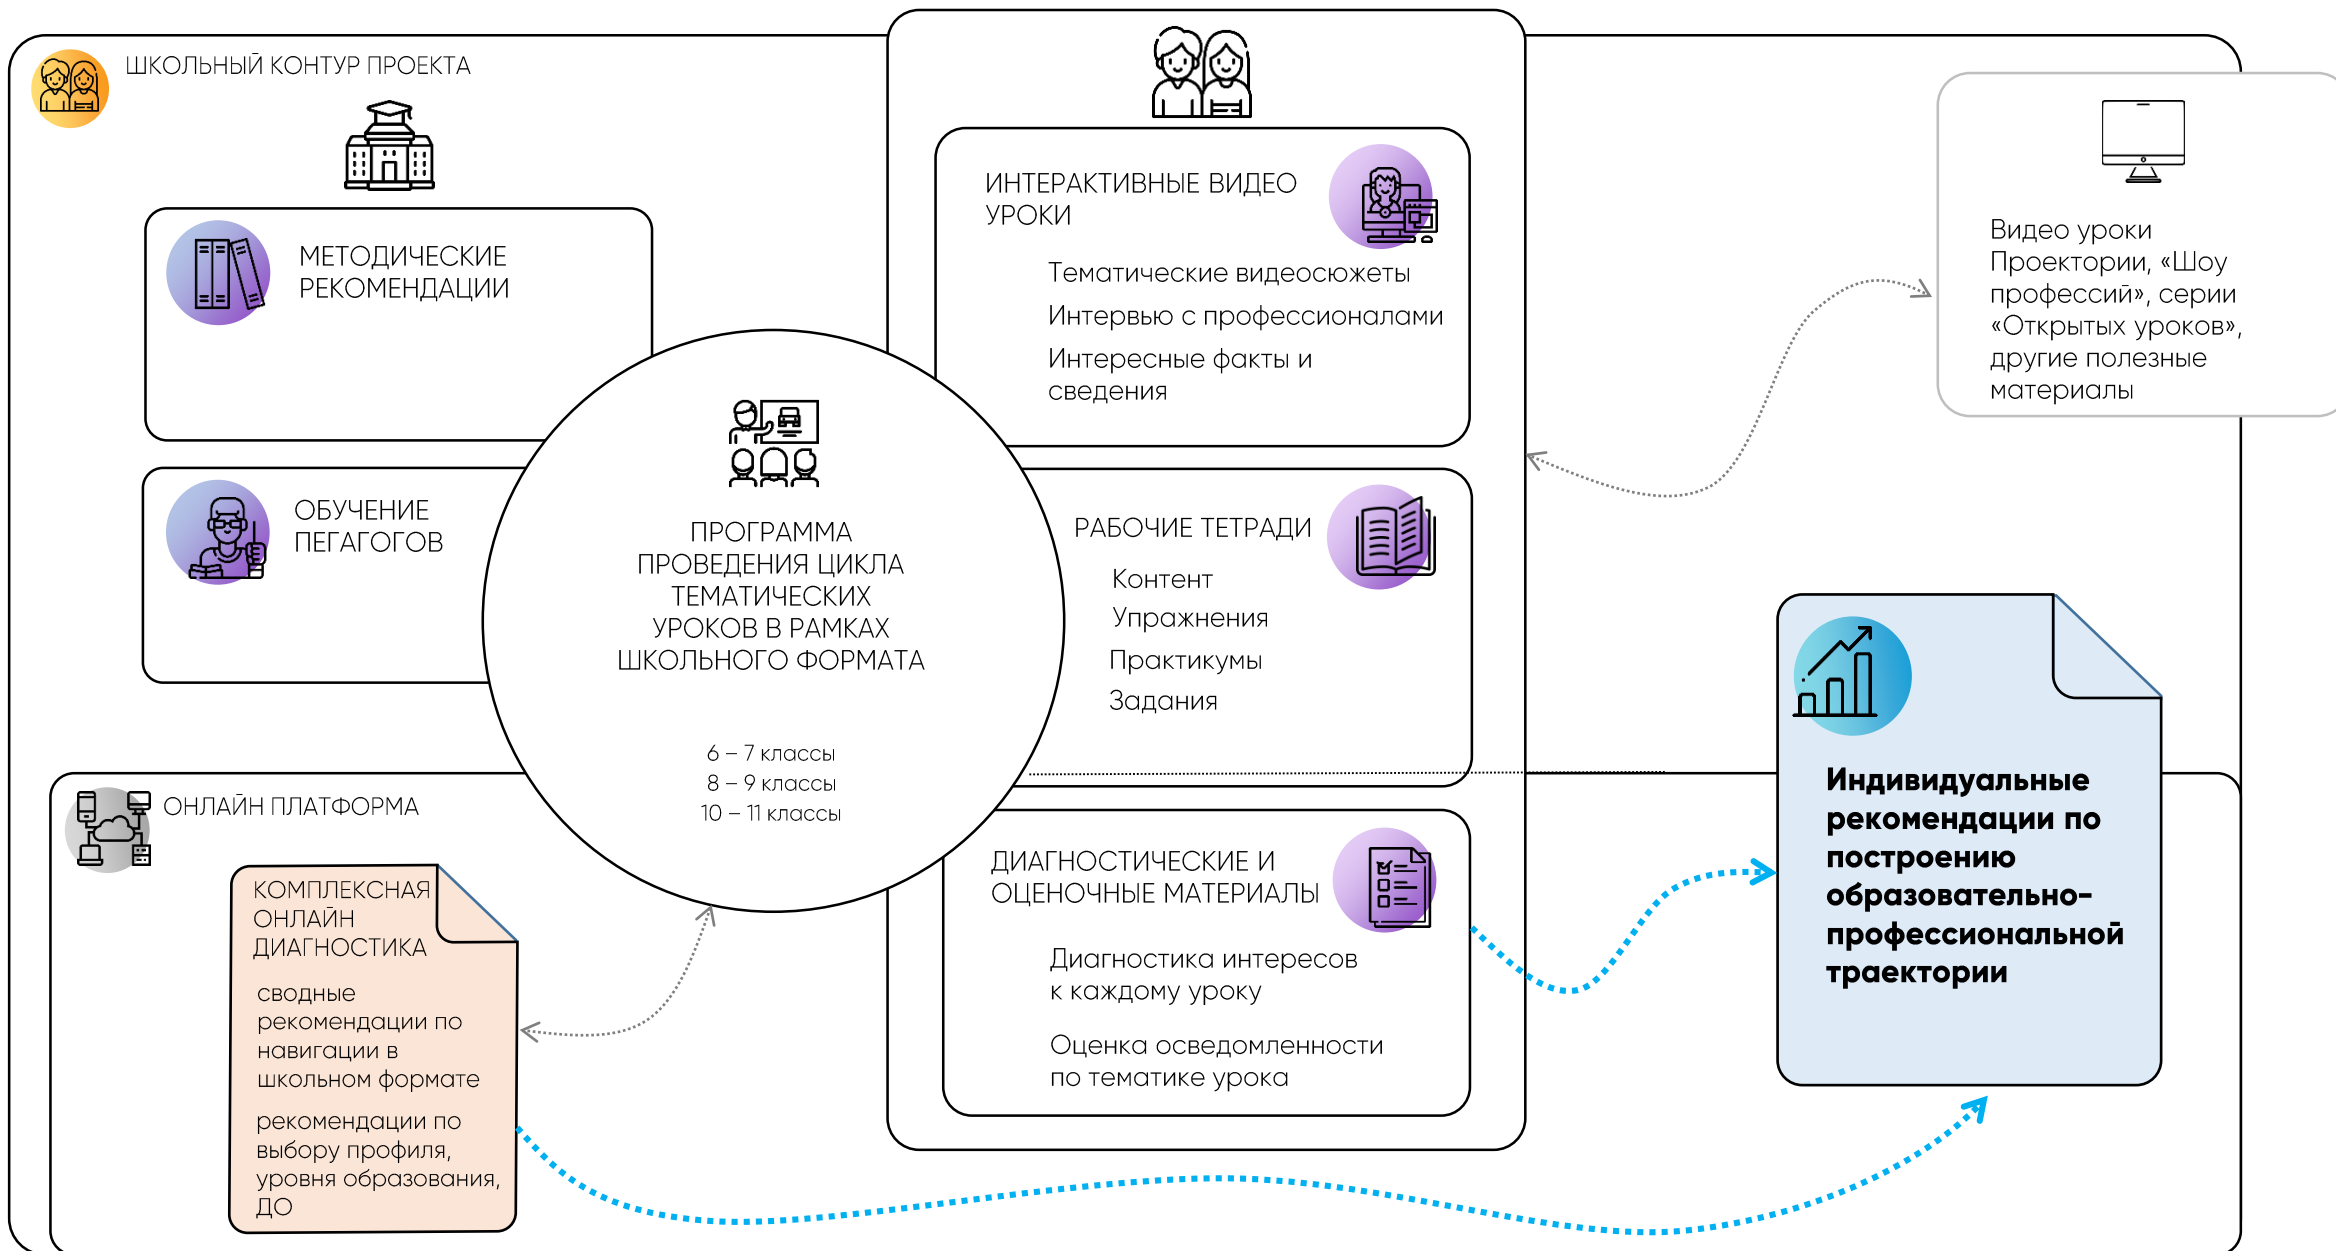 ШКОЛЬНЫЙ КОНТУР ПРОЕКТА
МЕТОДИЧЕСКИЕ
РЕКОМЕНДАЦИИ
ОБУЧЕНИЕ
ПЕГАГОГОВ
ПРОГРАММА
ПРОВЕДЕНИЯ ЦИКЛА
ТЕМАТИЧЕСКИХ
УРОКОВ В РАМКАХ
ШКОЛЬНОГО ФОРМАТА
6 – 7 классы
8 – 9 классы
10 – 11 классы
ИНТЕРАКТИВНЫЕ ВИДЕО
УРОКИ
Тематические видеосюжеты
Интервью с профессионалами
Интересные факты и
сведения
РАБОЧИЕ ТЕТРАДИ
Контент
Упражнения
Практикумы
Задания
ДИАГНОСТИЧЕСКИЕ И
ОЦЕНОЧНЫЕ МАТЕРИАЛЫ
Диагностика интересов
к каждому уроку
Оценка осведомленности
по тематике урока
Видео уроки
Проектории, «Шоу
профессий», серии
«Открытых уроков»,
другие полезные
материалы
ОНЛАЙН ПЛАТФОРМА
КОМПЛЕКСНАЯ
ОНЛАЙН
ДИАГНОСТИКА
сводные
рекомендации по
навигации в
школьном формате
рекомендации по
выбору профиля,
уровня образования,
ДО
Индивидуальные
рекомендации по
построению
образовательно-
профессиональной
траектории